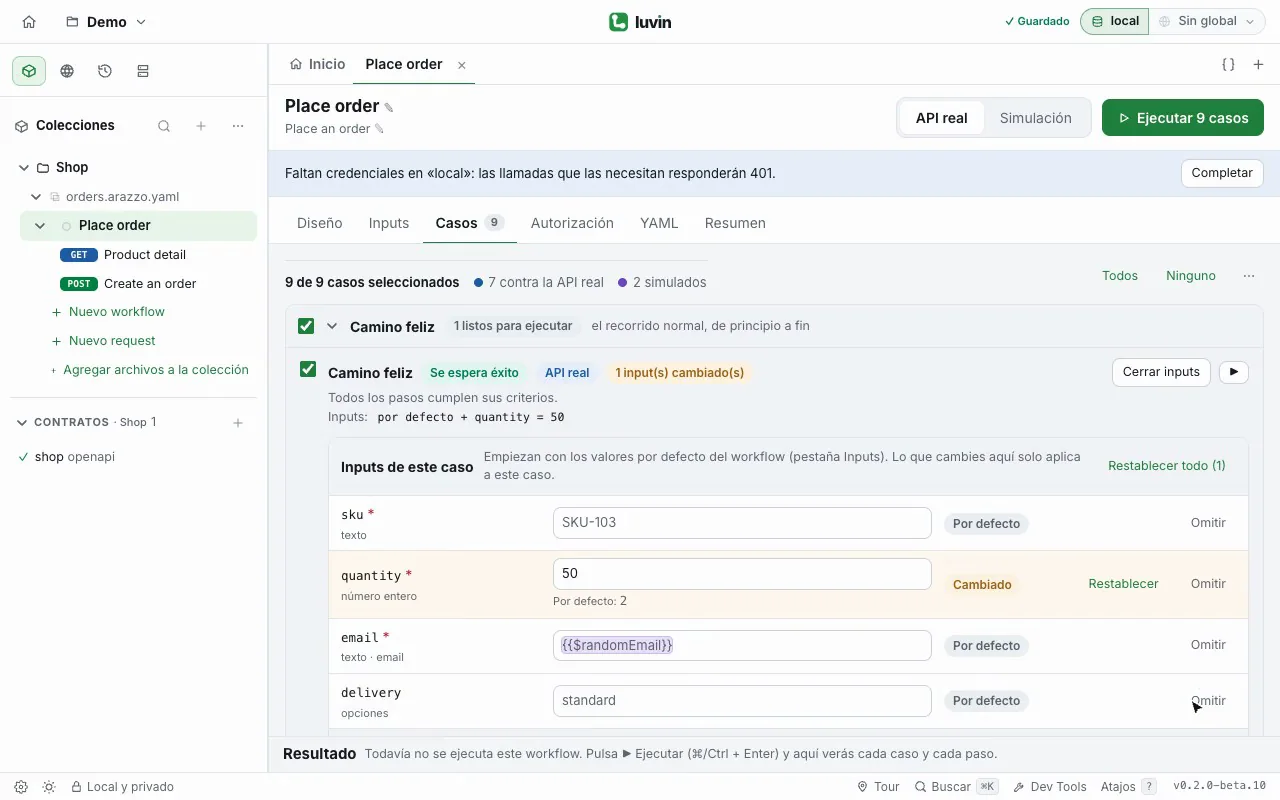 Demo
luvin
Guardado
local
Sin global
Inicio
Place order
Colecciones
Shop
orders.arazzo.yaml
Place order
GET Product detail
POST Create an order
+ Nuevo workflow
+ Nuevo request
+ Agregar archivos a la colección
CONTRATOS · Shop 1
shop openapi
Place order
Place an order
API real
Simulación
Ejecutar 9 casos
Faltan credenciales en «local»: las llamadas que las necesitan responderán 401.
Completar
Diseño
Inputs
Casos 9
Autorización
YAML
Resumen
9 de 9 casos seleccionados
7 contra la API real
2 simulados
Todos
Ninguno
Camino feliz
1 listos para ejecutar
el recorrido normal, de principio a fin
Camino feliz
Se espera éxito
API real
1 input(s) cambiado(s)
Cerrar inputs
Todos los pasos cumplen sus criterios.
Inputs: por defecto + quantity = 50
Inputs de este caso
Empiezan con los valores por defecto del workflow (pestaña Inputs). Lo que cambies aquí solo aplica
a este caso.
Restablecer todo (1)
sku *
texto
SKU-103
Por defecto
Omitir
quantity *
número entero
50
Por defecto: 2
Cambiado
Restablecer
Omitir
email *
texto · email
{{$randomEmail}}
Por defecto
Omitir
delivery
opciones
standard
Por defecto
Omitir
Resultado
Todavía no se ejecuta este workflow. Pulsa ▶ Ejecutar (⌘/Ctrl + Enter) y aquí verás cada caso y cada paso.
Local y privado
Tour
Buscar ⌘K
Dev Tools
Atajos ?
v0.2.0-beta.10